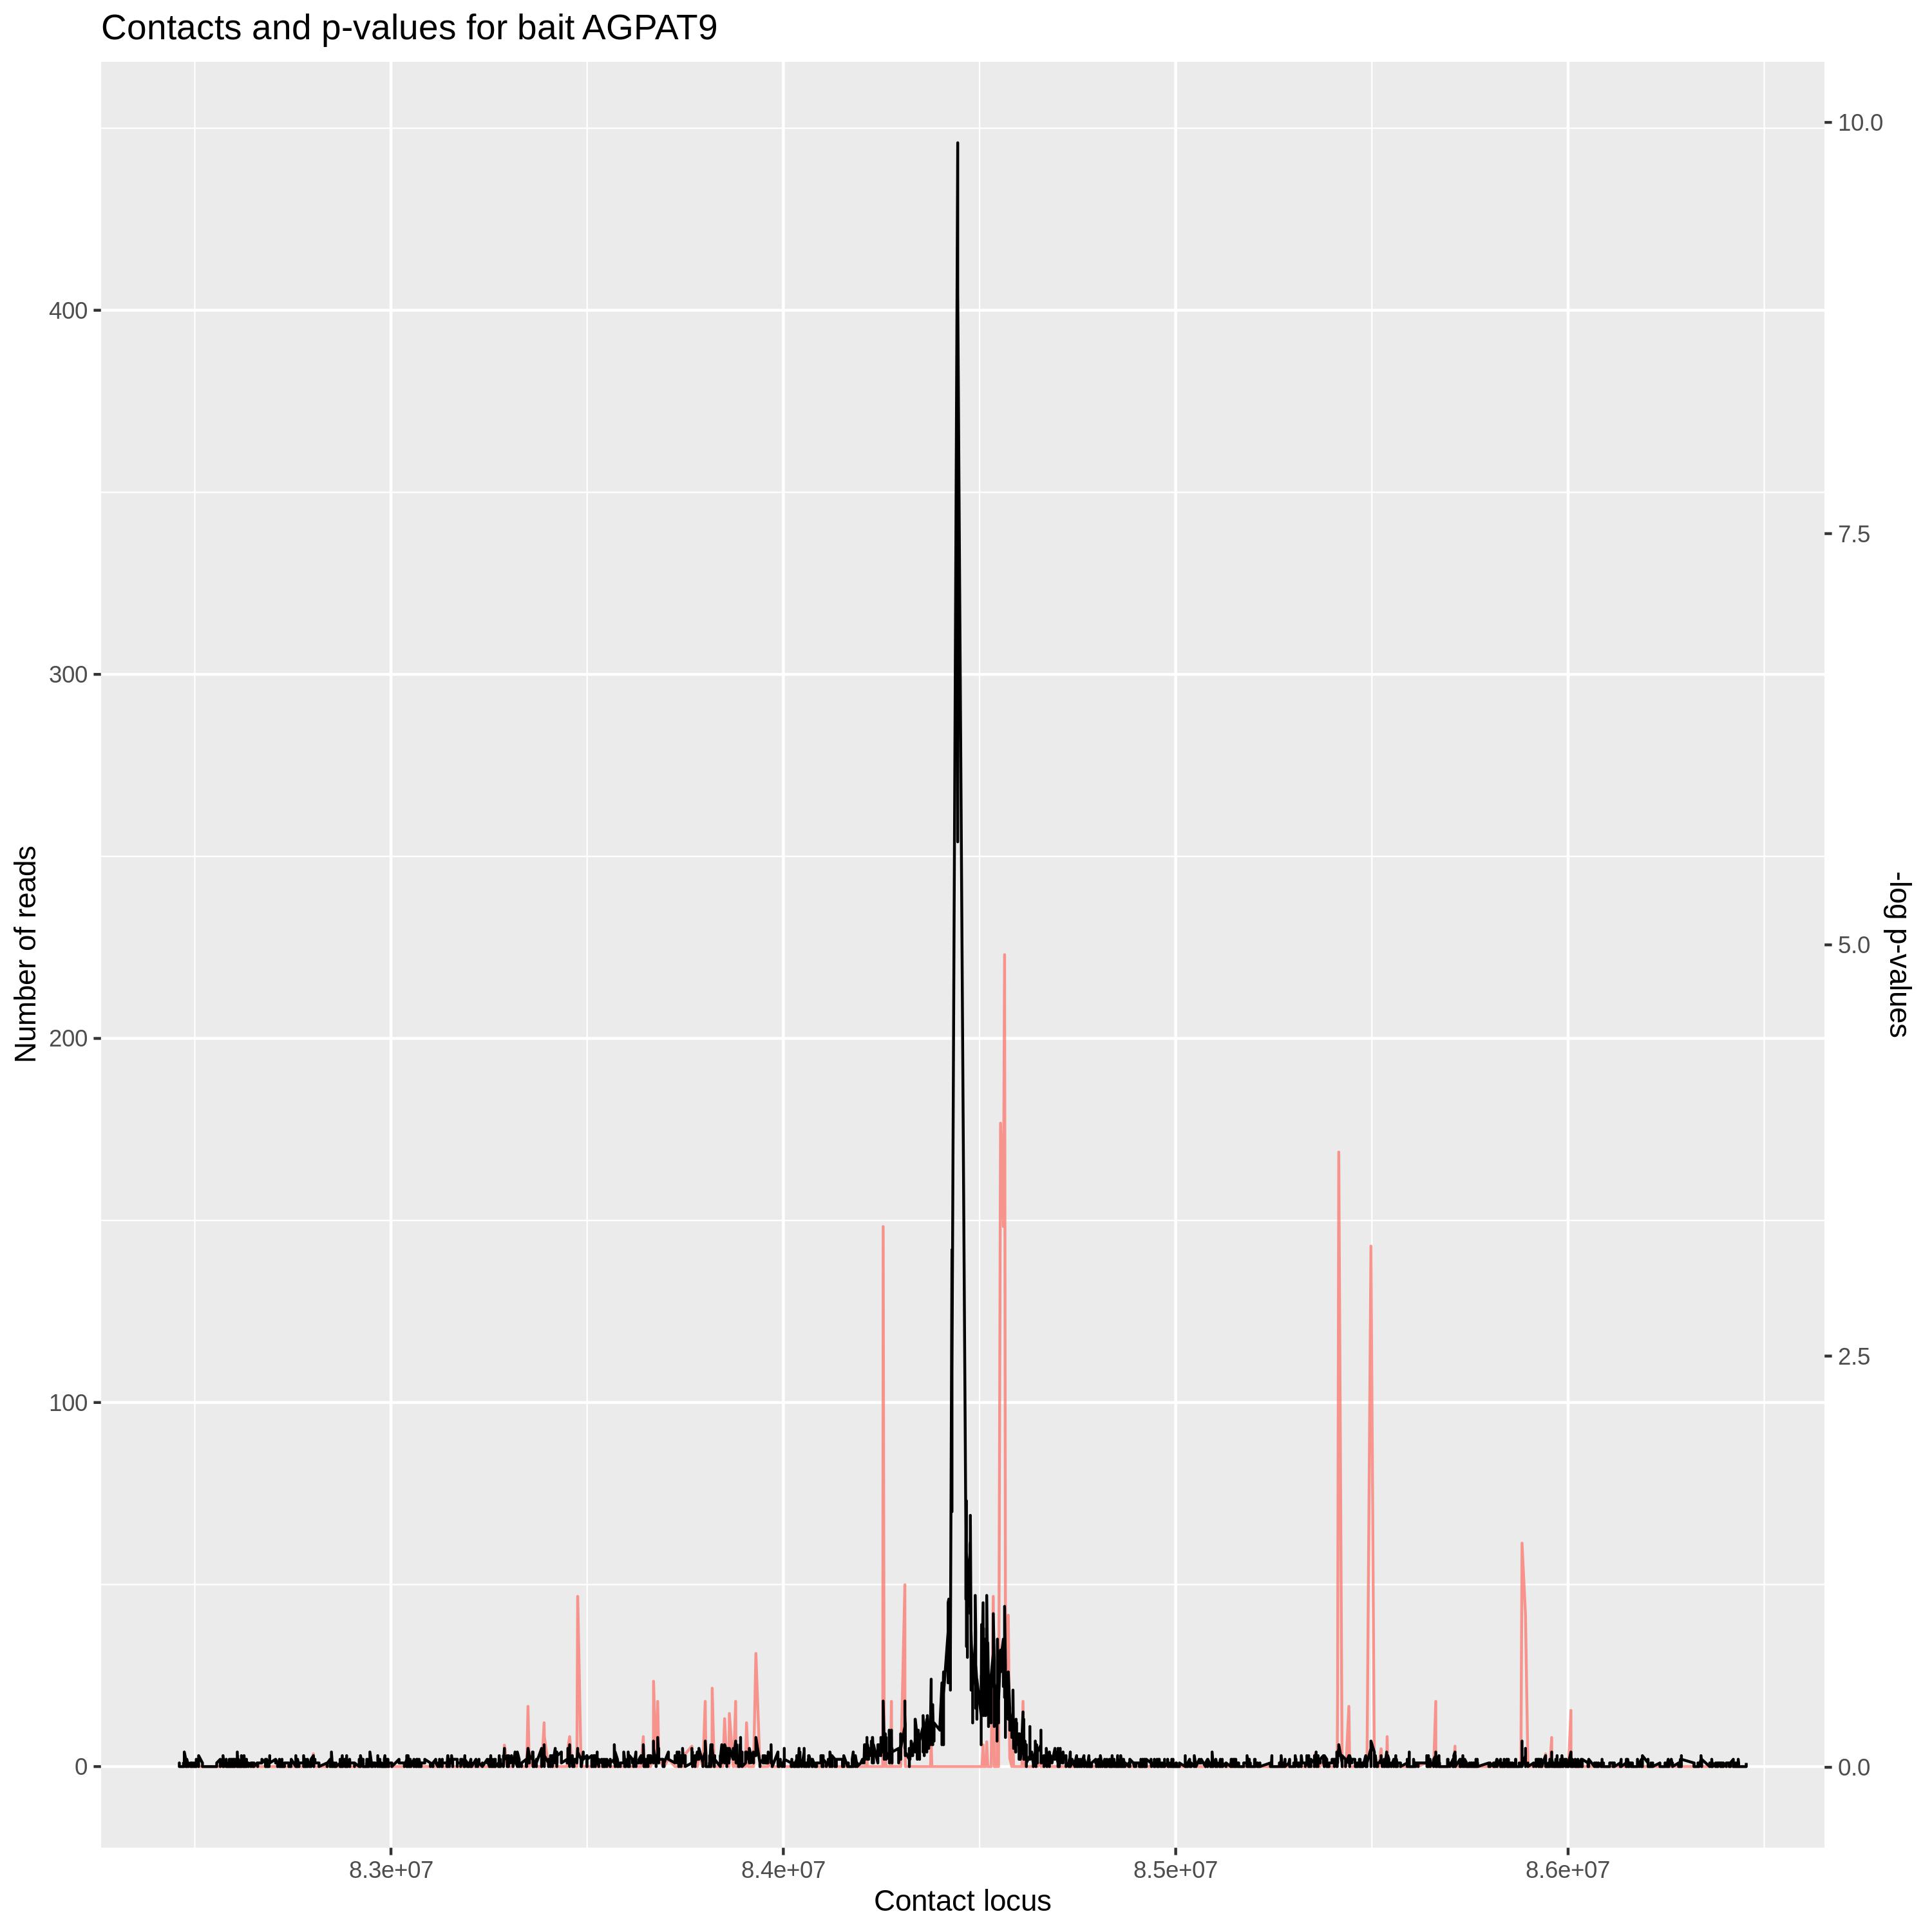 Contacts and p-values for bait AGPAT9
Number of reads
400
300
200
100
0
10.0
7.5
5.0
2.5
0.0
-log p-values
8.3e+07
8.4e+07
8.5e+07
8.6e+07
Contact locus